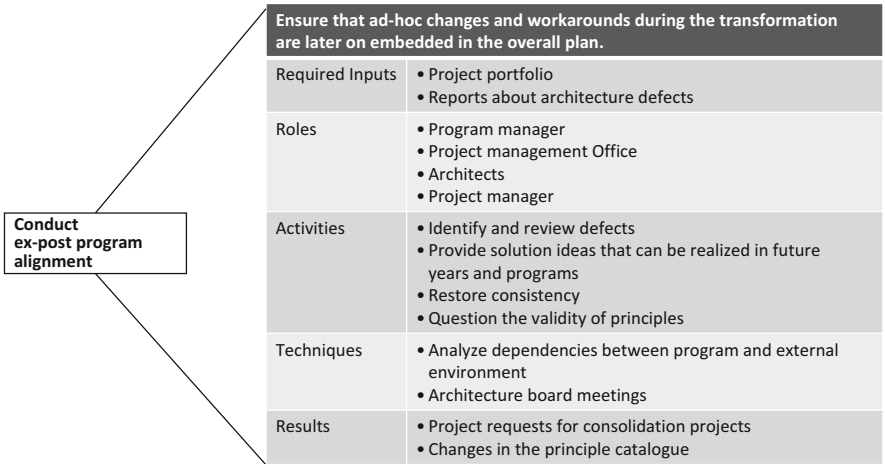 Ensure that ad-hoc changes and workarounds during the transformation
are later on embedded in the overall plan.
Required Inputs
• Project portfolio
• Reports about architecture defects
Roles
• Program manager
• Project management Office
• Architects
• Project manager
Conduct
ex-post program
alignment
Activities
• Identify and review defects
• Provide solution ideas that can be realized in future
years and programs
• Restore consistency
• Question the validity of principles
Techniques
• Analyze dependencies between program and external
environment
• Architecture board meetings
Results
• Project requests for consolidation projects
• Changes in the principle catalogue